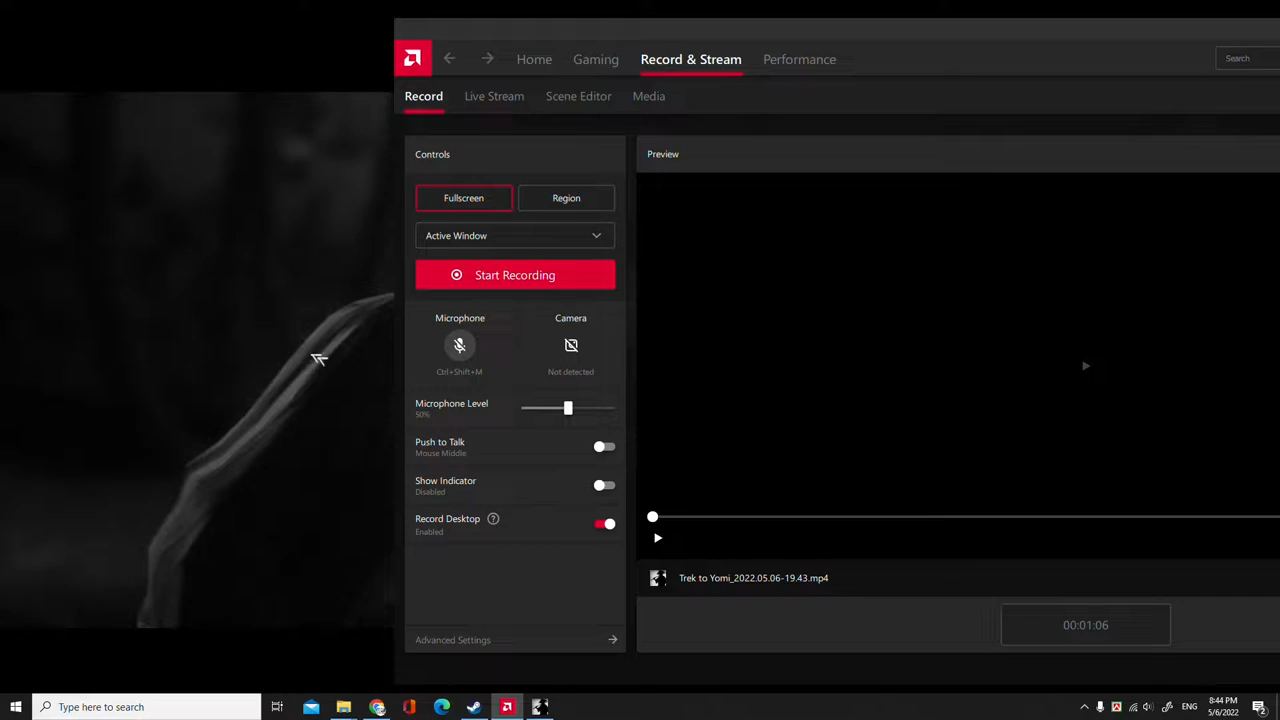 Home Gaming Record & Stream Performance Search
Record Live Stream Scene Editor Media
Controls
Preview
Fullscreen Region
Active Window
Start Recording
Microphone Camera
Ctrl+Shift+M Not detected
Microphone Level
50%
Push to Talk
Mouse Middle
Show Indicator
Disabled
Record Desktop ?
Enabled
Trek to Yomi_2022.05.06-19.43.mp4
00:01:06
Advanced Settings
Type here to search
ENG
8:44 PM
5/6/2022
2